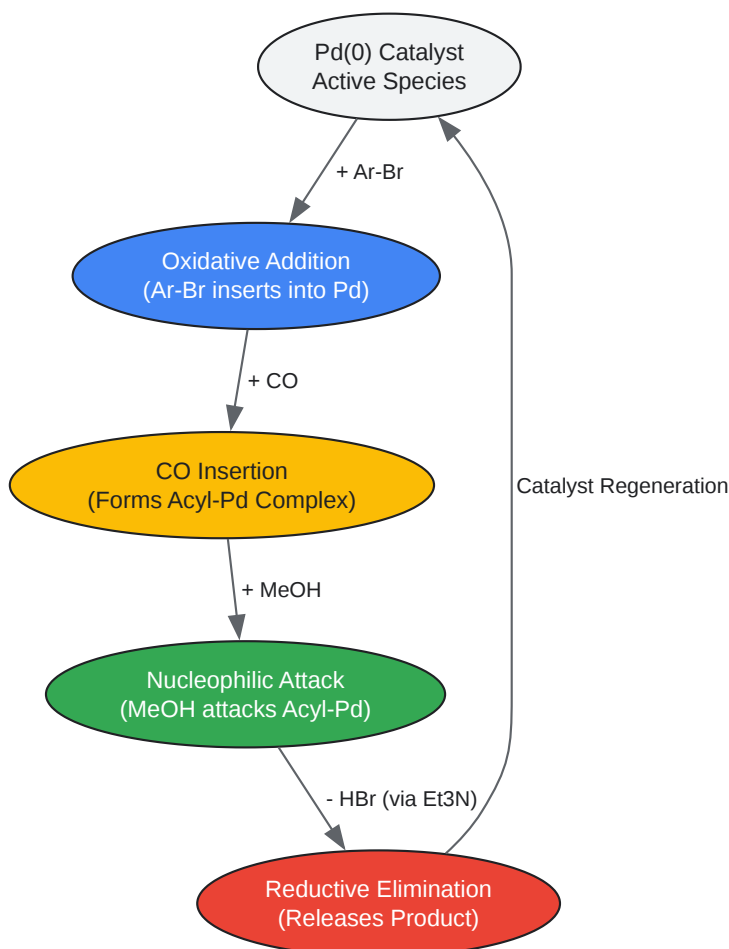 Pd(0) Catalyst
Active Species
+ Ar-Br
Oxidative Addition
(Ar-Br inserts into Pd)
+ CO
CO Insertion
(Forms Acyl-Pd Complex)
Catalyst Regeneration
+ MeOH
Nucleophilic Attack
(MeOH attacks Acyl-Pd)
- HBr (via Et3N)
Reductive Elimination
(Releases Product)